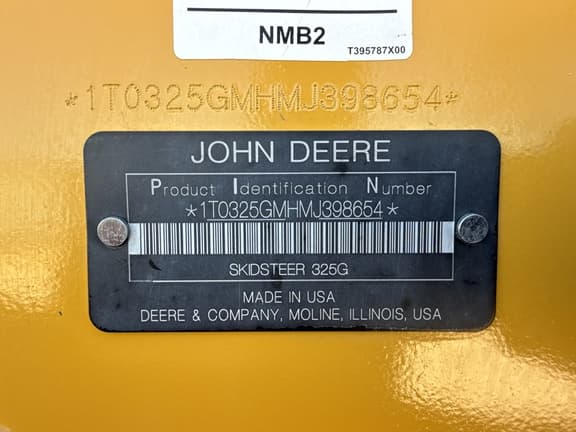 NMB2
T395787X00
*1T0325GMHMJ398654*
JOHN DEERE
Product Identification Number
*1T0325GMHMJ398654*
SKIDSTEER 325G
MADE IN USA
DEERE & COMPANY, MOLINE, ILLINOIS, USA